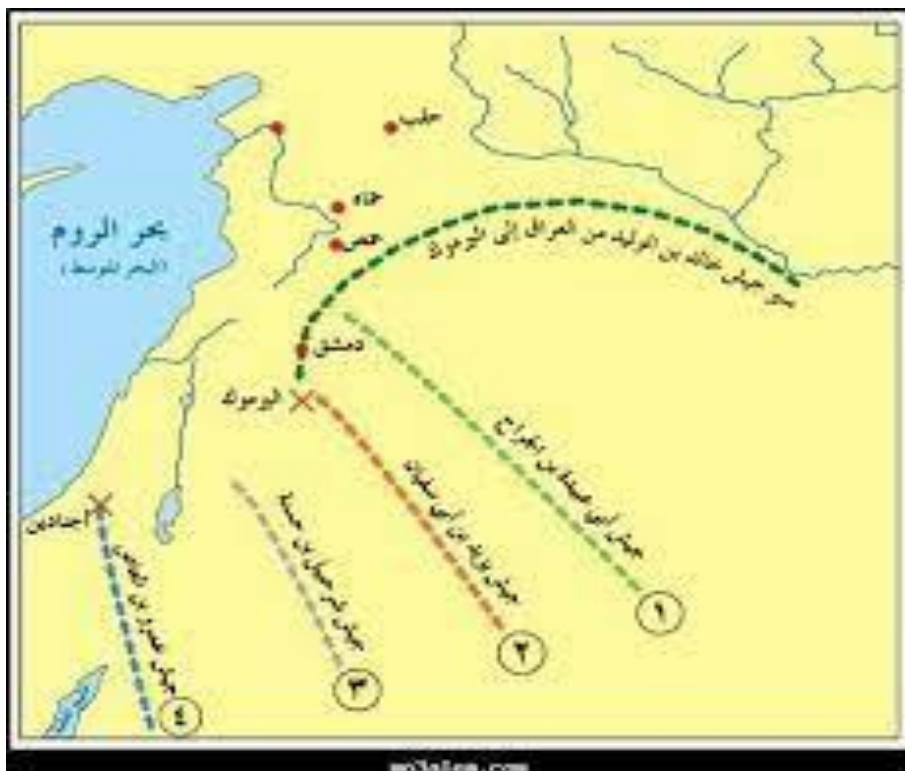 حلب
حماه
حمص
بحر الروم
(البحر المتوسط)
سير جيش خالد بن الوليد من العراق إلى اليرموك
دمشق
اليرموك
جيش أبي عبيدة بن الجراح
١
جيش يزيد بن أبي سفيان
٢
جيش شرحبيل بن حسنة
٣
أجنادين
جيش عمرو بن العاص
٤
mo3alem.com